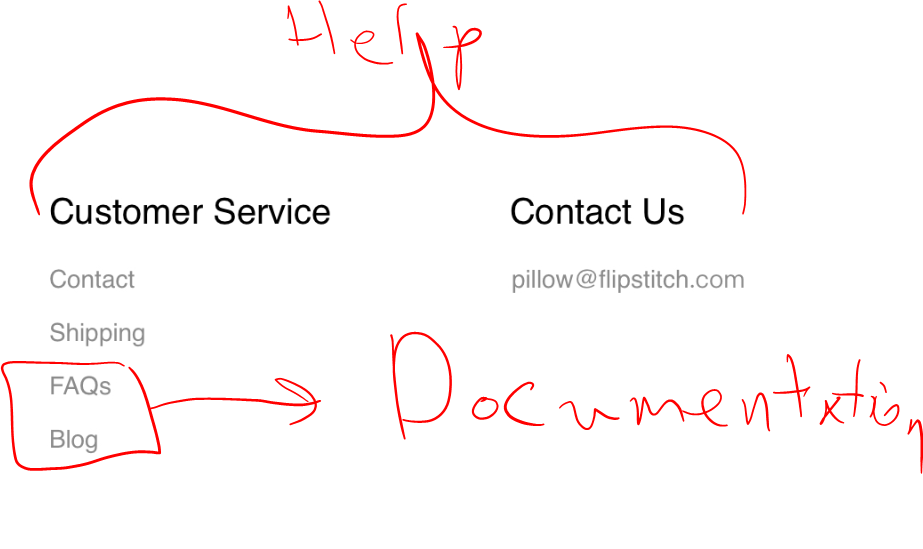 Help
Customer Service
Contact Us
Contact
pillow@flipstitch.com
Shipping
FAQs
Blog
Documentation